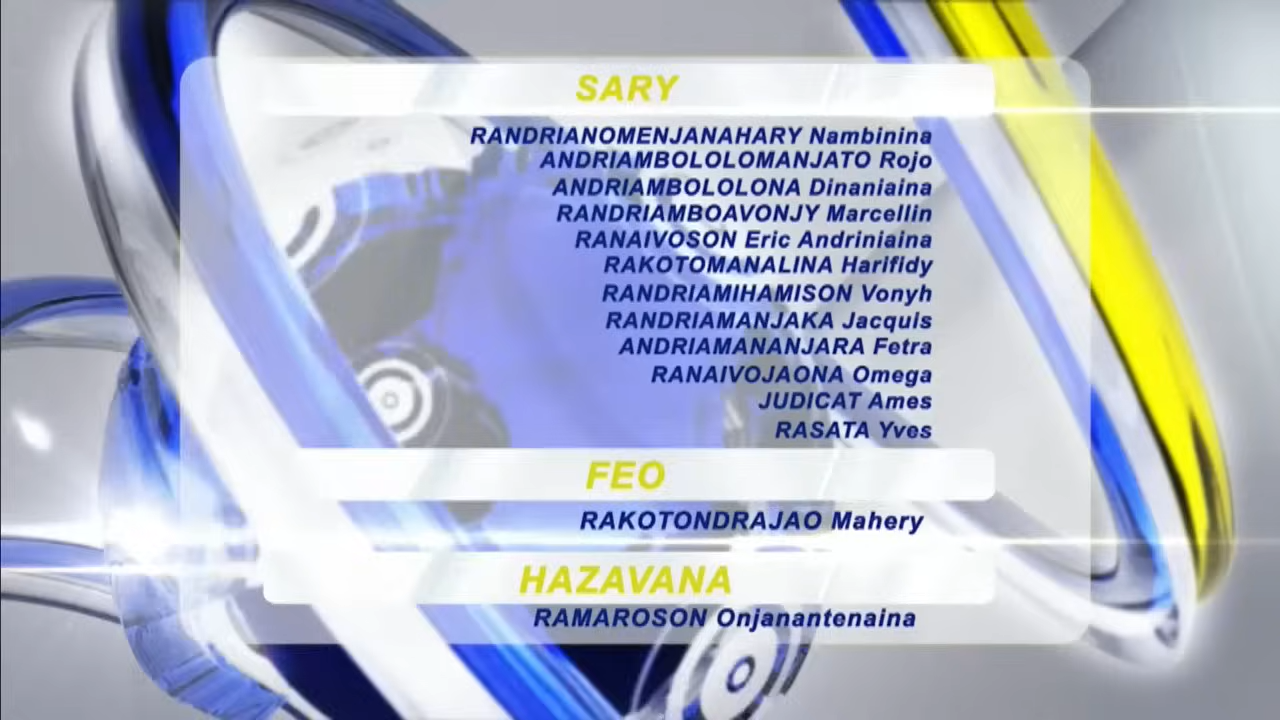 SARY
RANDRIANOMENJANAHARY Nambinina
ANDRIAMBOLOLOMANJATO Rojo
ANDRIAMBOLOLONA Dinaniaina
RANDRIAMBOAVONJY Marcellin
RANAIVOSON Eric Andriniaina
RAKOTOMANALINA Harifidy
RANDRIAMIHAMISON Vonyh
RANDRIAMANJAKA Jacquis
ANDRIAMANANJARA Fetra
RANAIVOJAONA Omega
JUDICAT Ames
RASATA Yves
FEO
RAKOTONDRAJAO Mahery
HAZAVANA
RAMAROSON Onjanantenaina